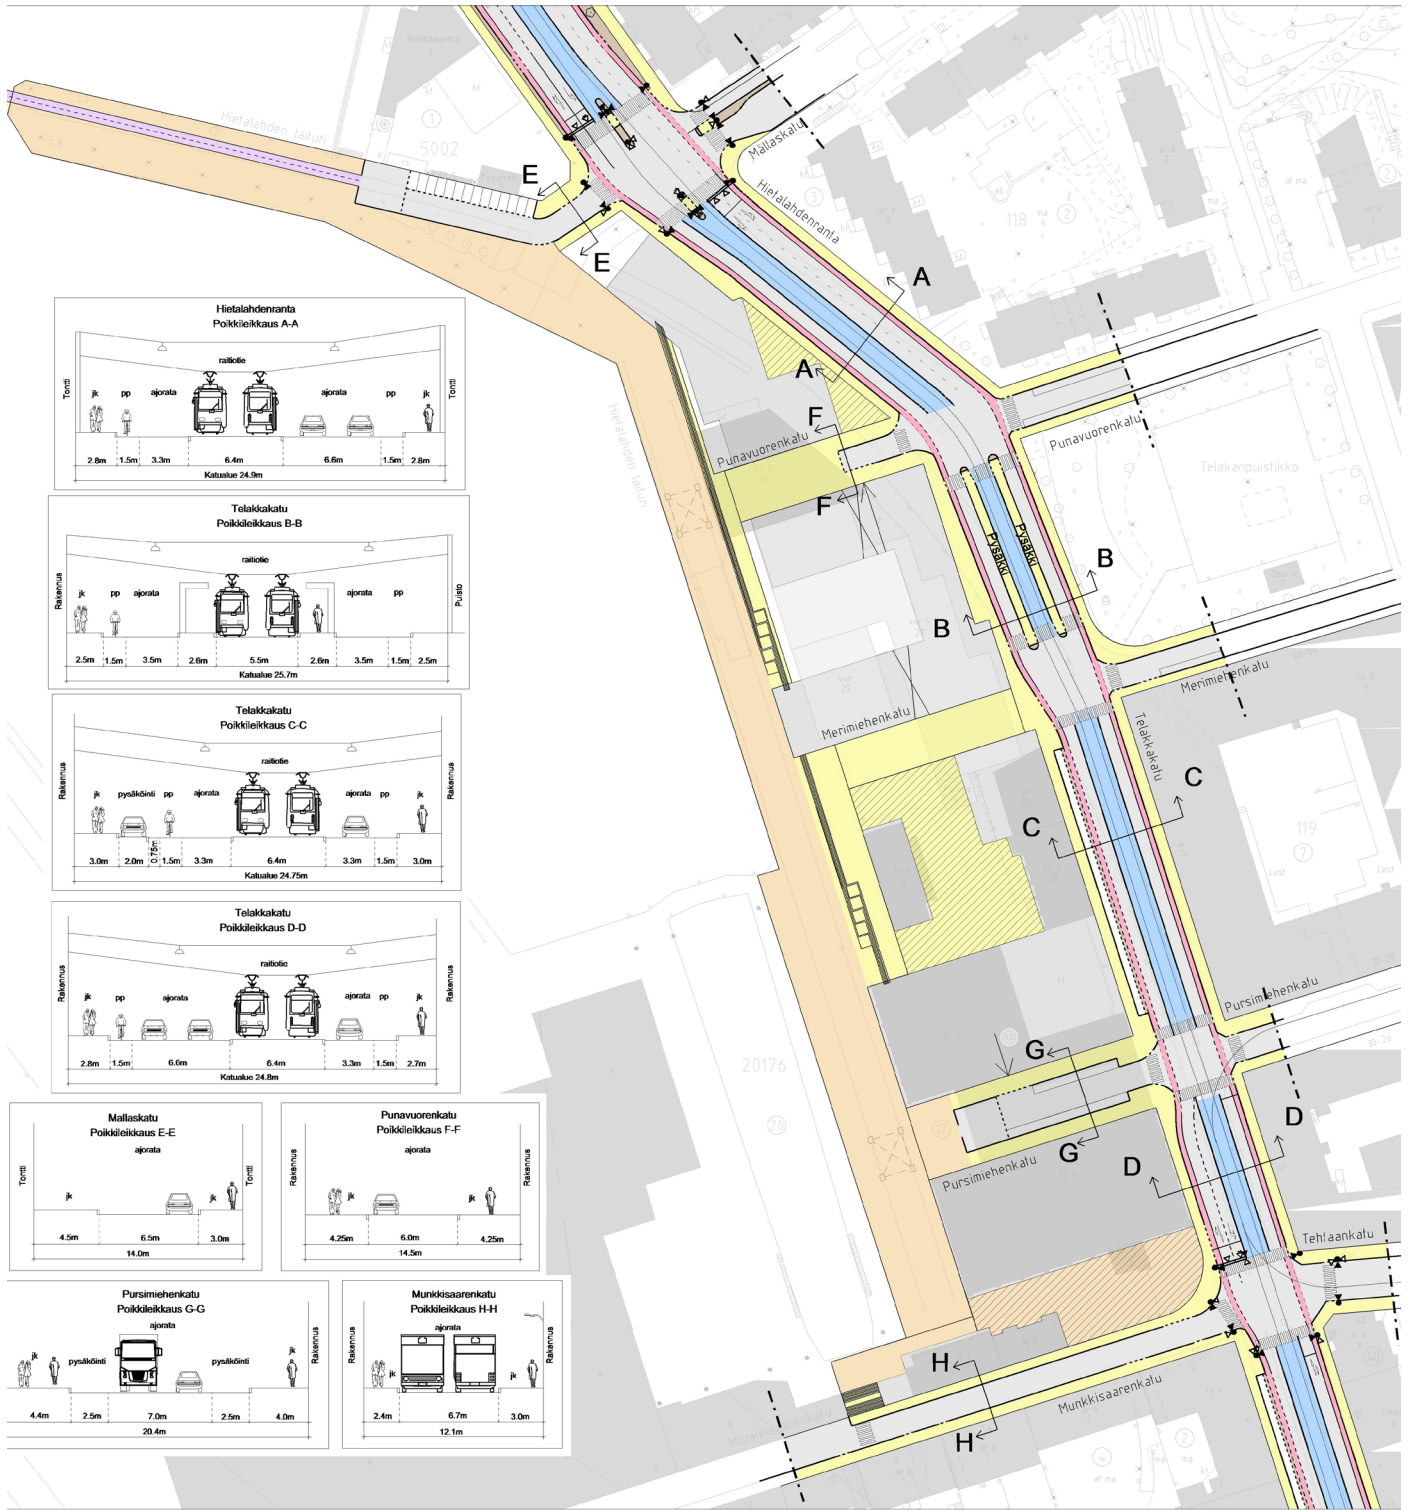 Hietalahdenranta
Poikkileikkaus A-A
raitiotie
Tontti
jk
pp
ajorata
ajorata
pp
jk
Tontti
2.8m 1.5m 3.3m 6.4m 6.6m 1.5m 2.8m
Katualue 24.9m
Telakkakatu
Poikkileikkaus B-B
raitiotie
Rakennus
jk
pp
ajorata
ajorata
pp
Puisto
2.5m 1.5m 3.5m 2.6m 5.5m 2.6m 3.5m 1.5m 2.5m
Katualue 25.7m
Telakkakatu
Poikkileikkaus C-C
raitiotie
Rakennus
jk
pysäköinti pp
ajorata
ajorata
pp
jk
Rakennus
3.0m 2.0m 0.75m 1.5m 3.3m 6.4m 3.3m 1.5m 3.0m
Katualue 24.75m
Telakkakatu
Poikkileikkaus D-D
raitiotie
Rakennus
jk
pp
ajorata
ajorata pp
jk
Rakennus
2.8m 1.5m 6.6m 6.4m 3.3m 1.5m 2.7m
Katualue 24.8m
Mallaskatu
Poikkileikkaus E-E
ajorata
Tontti
jk
jk
Tontti
4.5m 6.5m 3.0m
14.0m
Punavuorenkatu
Poikkileikkaus F-F
ajorata
Rakennus
jk
jk
Rakennus
4.25m 6.0m 4.25m
14.5m
Pursimiehenkatu
Poikkileikkaus G-G
ajorata
jk
pysäköinti
pysäköinti
jk
Rakennus
4.4m 2.5m 7.0m 2.5m 4.0m
20.4m
Munkkisaarenkatu
Poikkileikkaus H-H
ajorata
Rakennus
jk
jk
Rakennus
2.4m 6.7m 3.0m
12.1m
Hietalahden laituri
5002
1
Mallaskatu
Hietalahdenranta
118
E
E
A
A
F
F
Punavuorenkatu
Punavuorenkatu
Telakanpuistikko
Hietalahden laituri
Pysäkki
Pysäkki
B
B
Merimiehenkatu
Merimiehenkatu
Telakkakatu
C
C
119
7
Pursimiehenkatu
20176
20
G
G
Pursimiehenkatu
D
D
Tehtaankatu
H
H
Munkkisaarenkatu
Munkkisaarenkatu